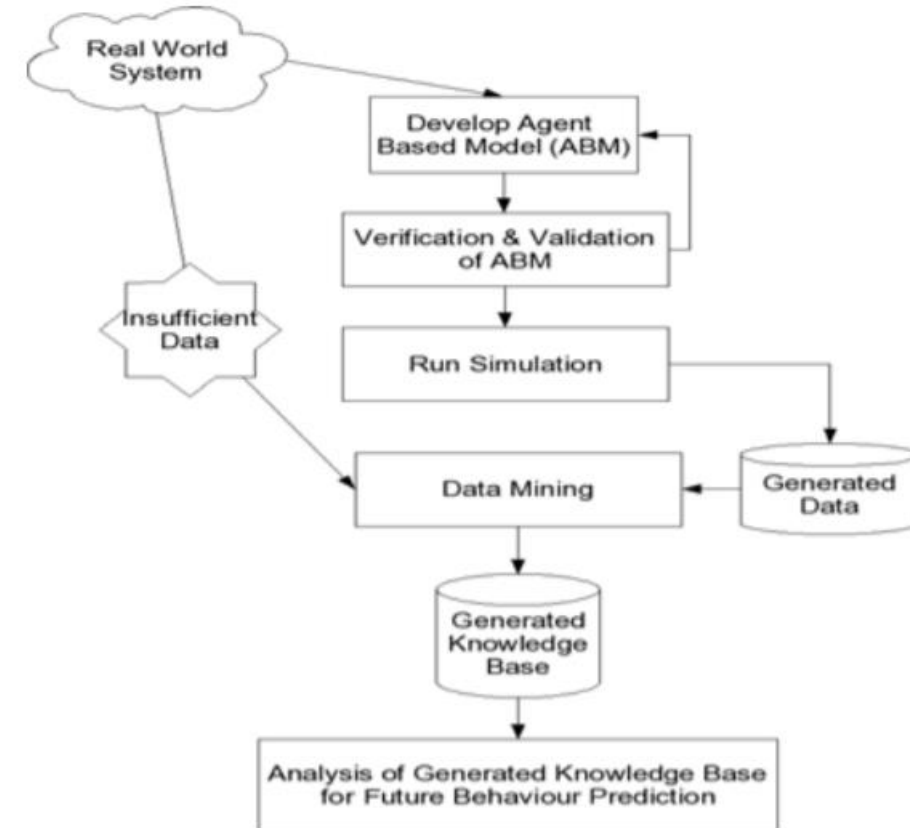 Real World
System
Develop Agent
Based Model (ABM)
Verification & Validation
of ABM
Insufficient
Data
Run Simulation
Data Mining
Generated
Data
Generated
Knowledge
Base
Analysis of Generated Knowledge Base
for Future Behaviour Prediction